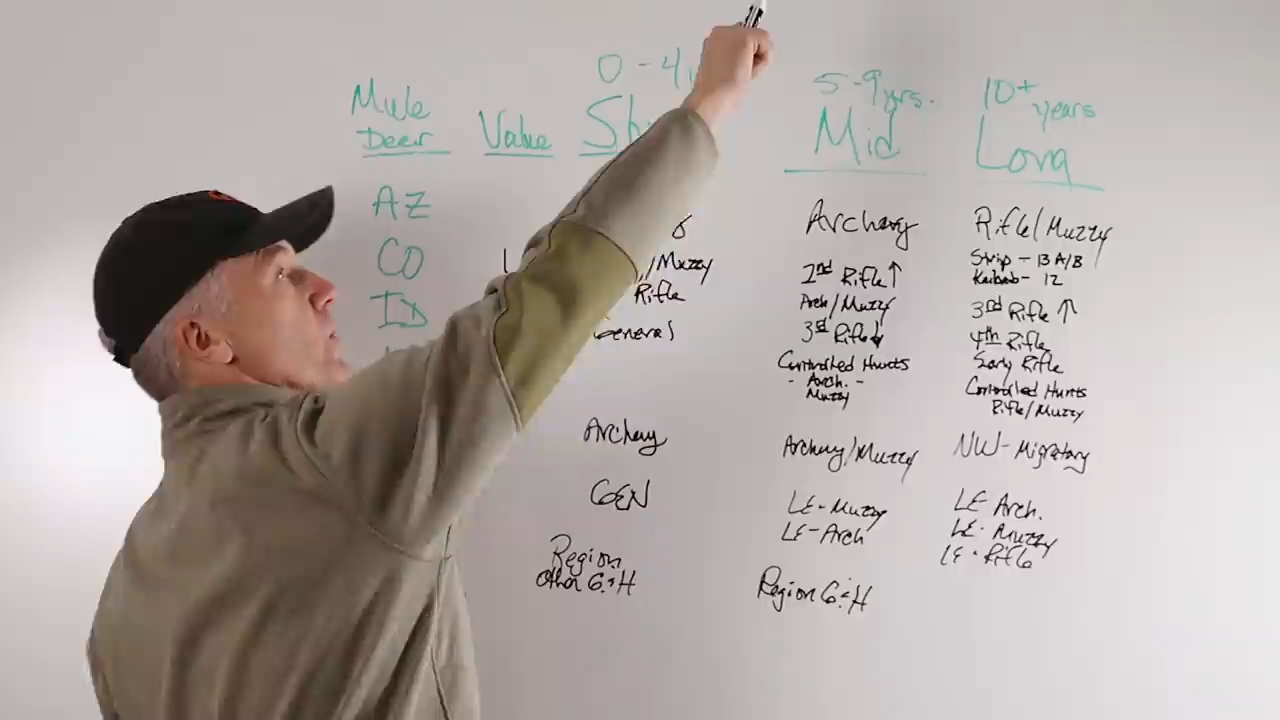 0-4
5-9 yrs.
10+ years
Mule Deer
Value
Mid
Long
AZ
Archery
Rifle/Muzzy
Strip - 13 A/B
Kaibab - 12
CO
/Muzzy
Rifle
2nd Rifle↑
Arch/Muzzy
3rd Rifle↓
3rd Rifle↑
4th Rifle
Early Rifle
ID
General
Controlled Hunts
- Arch. -
Muzzy
Controlled Hunts
Rifle/Muzzy
Archery
Archery/Muzzy
NW-Migratory
GEN
LE-Muzzy
LE-Arch
LE Arch.
LE. Muzzy
LE. Rifle
Region
Other G:H
Region G:H